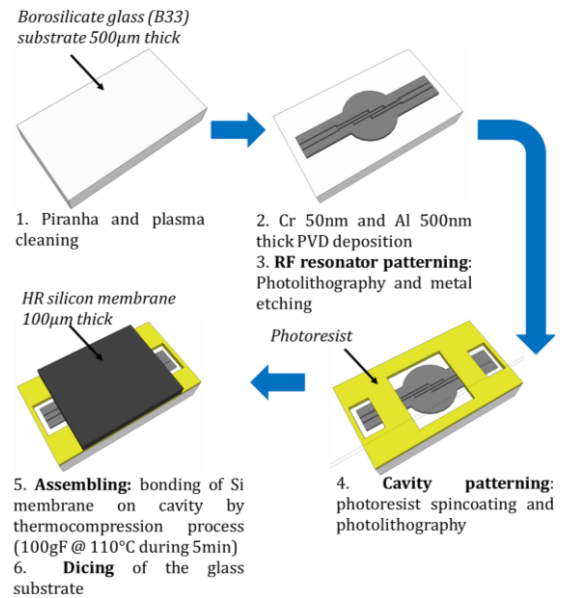 Borosilicate glass (B33)
substrate 500µm thick
1. Piranha and plasma
cleaning
2. Cr 50nm and Al 500nm
thick PVD deposition
3. RF resonator patterning:
Photolithography and metal
etching
HR silicon membrane
100µm thick
Photoresist
5. Assembling: bonding of Si
membrane on cavity by
thermocompression process
(100gF @ 110°C during 5min)
6. Dicing of the glass
substrate
4. Cavity patterning:
photoresist spincoating and
photolithography